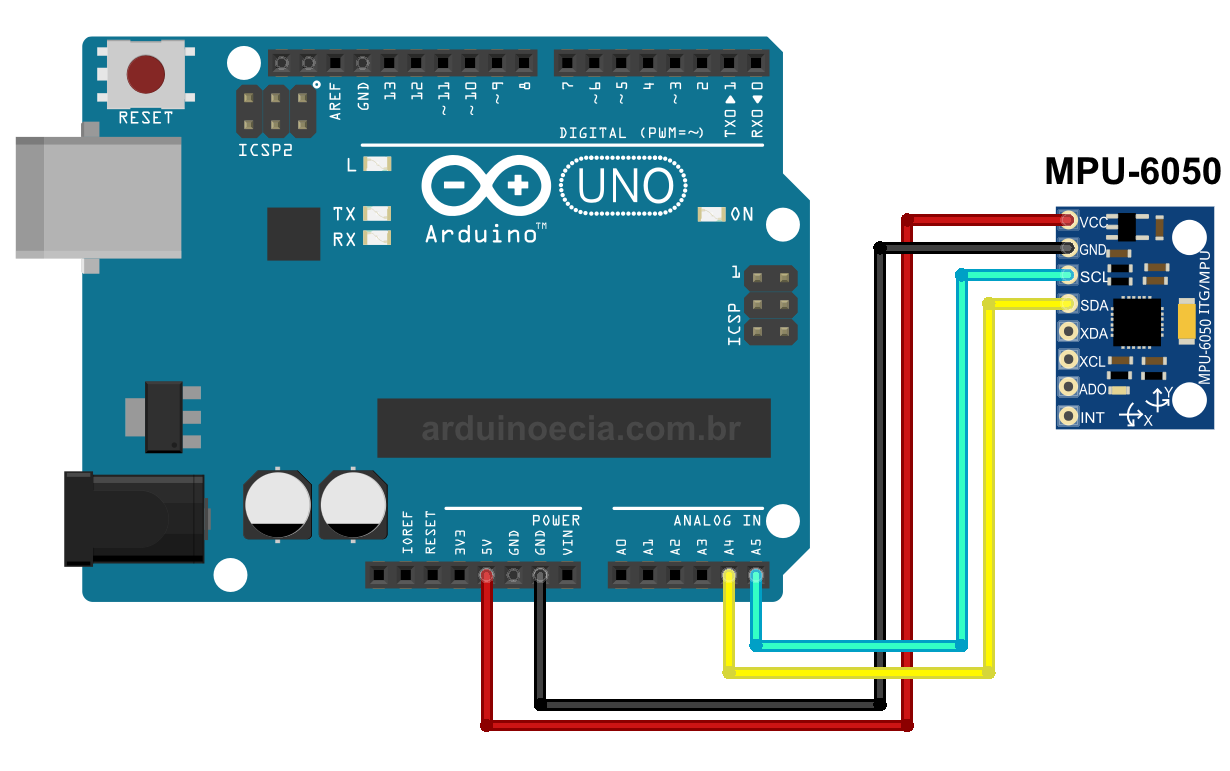 MPU-6050
RESET
ICSP2
AREF
GND
13
12
~11
~10
~9
8
7
~6
~5
4
~3
2
TX0▶1
RX0◀0
DIGITAL (PWM=~)
L
TX
RX
UNO
Arduino™
ON
1
ICSP
VCC
GND
SCL
SDA
XDA
XCL
ADO
INT
MPU-6050 ITG/MPU
Y
X
arduinoecia.com.br
POWER
ANALOG IN
IOREF
RESET
3V3
5V
GND
GND
VIN
A0
A1
A2
A3
A4
A5